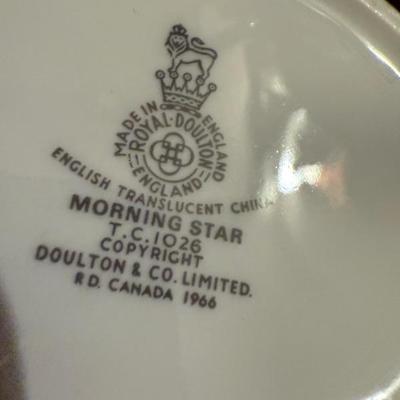 MADE IN ENGLAND
ROYAL·DOULTON
ENGLAND
ENGLISH TRANSLUCENT CHINA
MORNING STAR
T.C.1026
COPYRIGHT
DOULTON & CO. LIMITED.
RD. CANADA 1966